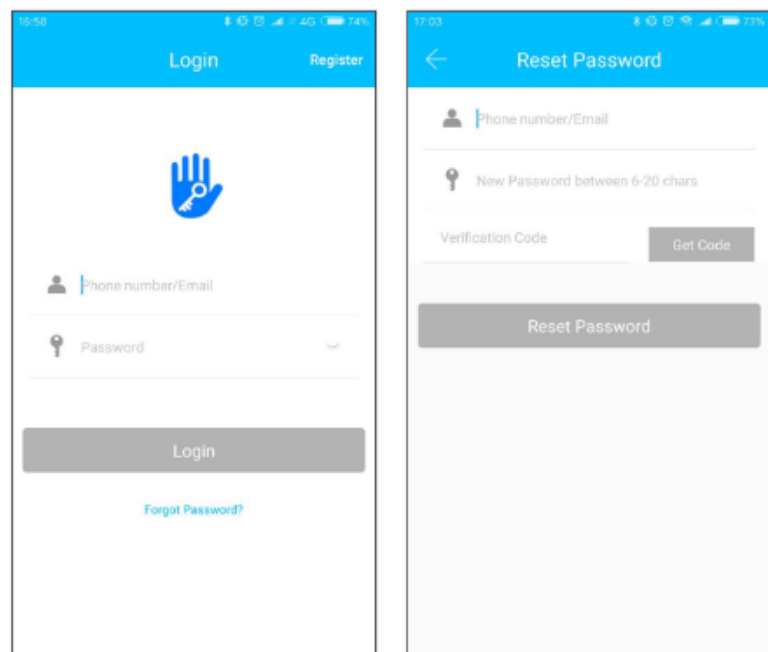 16:58
4G 74%
Login
Register
Phone number/Email
Password
Login
Forgot Password?
17:03
73%
Reset Password
Phone number/Email
New Password between 6-20 chars
Verification Code
Get Code
Reset Password